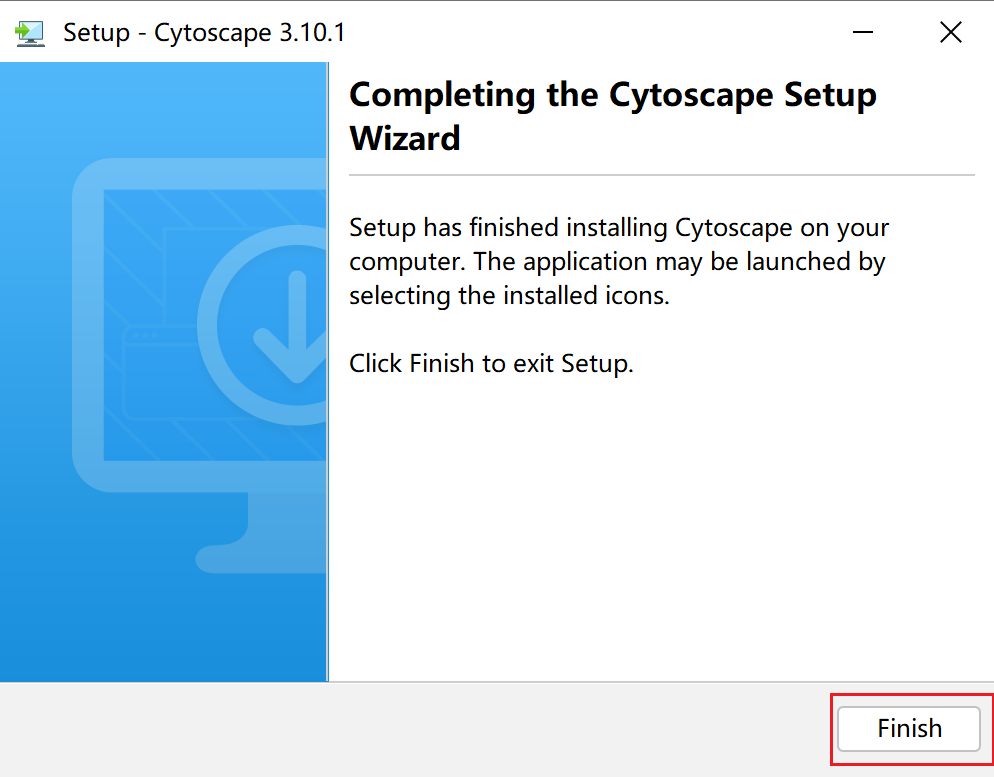 Setup - Cytoscape 3.10.1
Completing the Cytoscape Setup
Wizard
Setup has finished installing Cytoscape on your
computer. The application may be launched by
selecting the installed icons.
Click Finish to exit Setup.
Finish